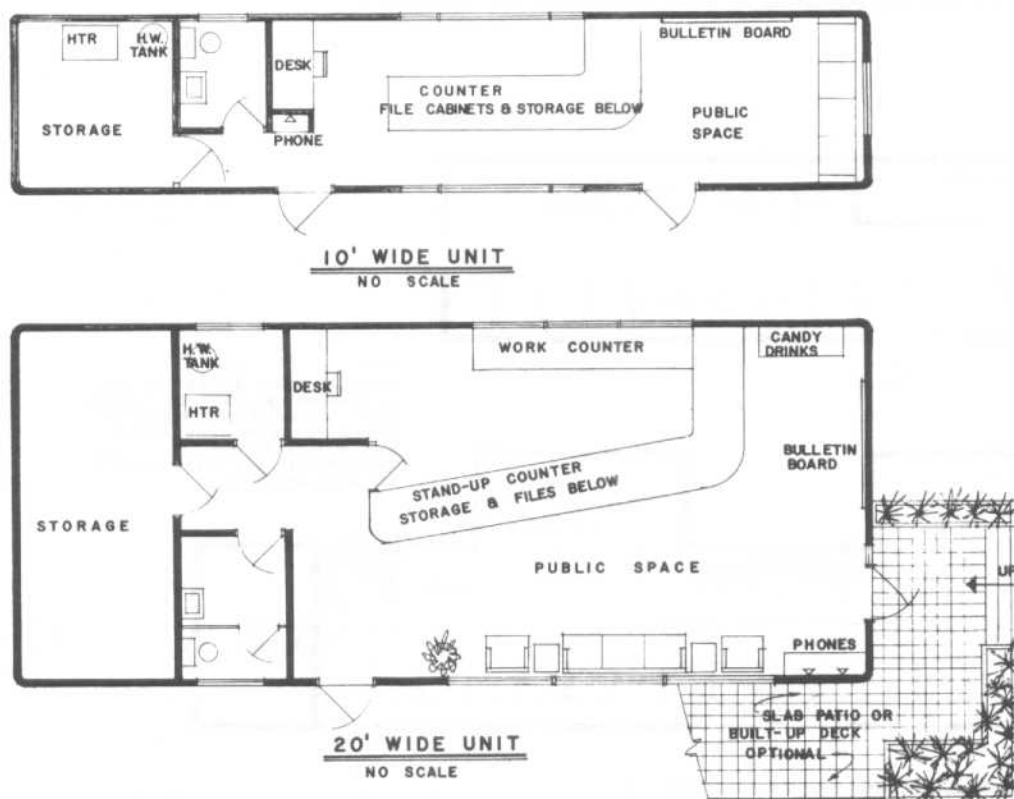 HTR
H.W.
TANK
STORAGE
DESK
PHONE
COUNTER
FILE CABINETS & STORAGE BELOW
BULLETIN BOARD
PUBLIC
SPACE
10' WIDE UNIT
NO SCALE
H.W.
TANK
HTR
STORAGE
DESK
WORK COUNTER
CANDY
DRINKS
STAND-UP COUNTER
STORAGE & FILES BELOW
BULLETIN
BOARD
PUBLIC SPACE
UP
PHONES
SLAB PATIO OR
BUILT-UP DECK
OPTIONAL
20' WIDE UNIT
NO SCALE